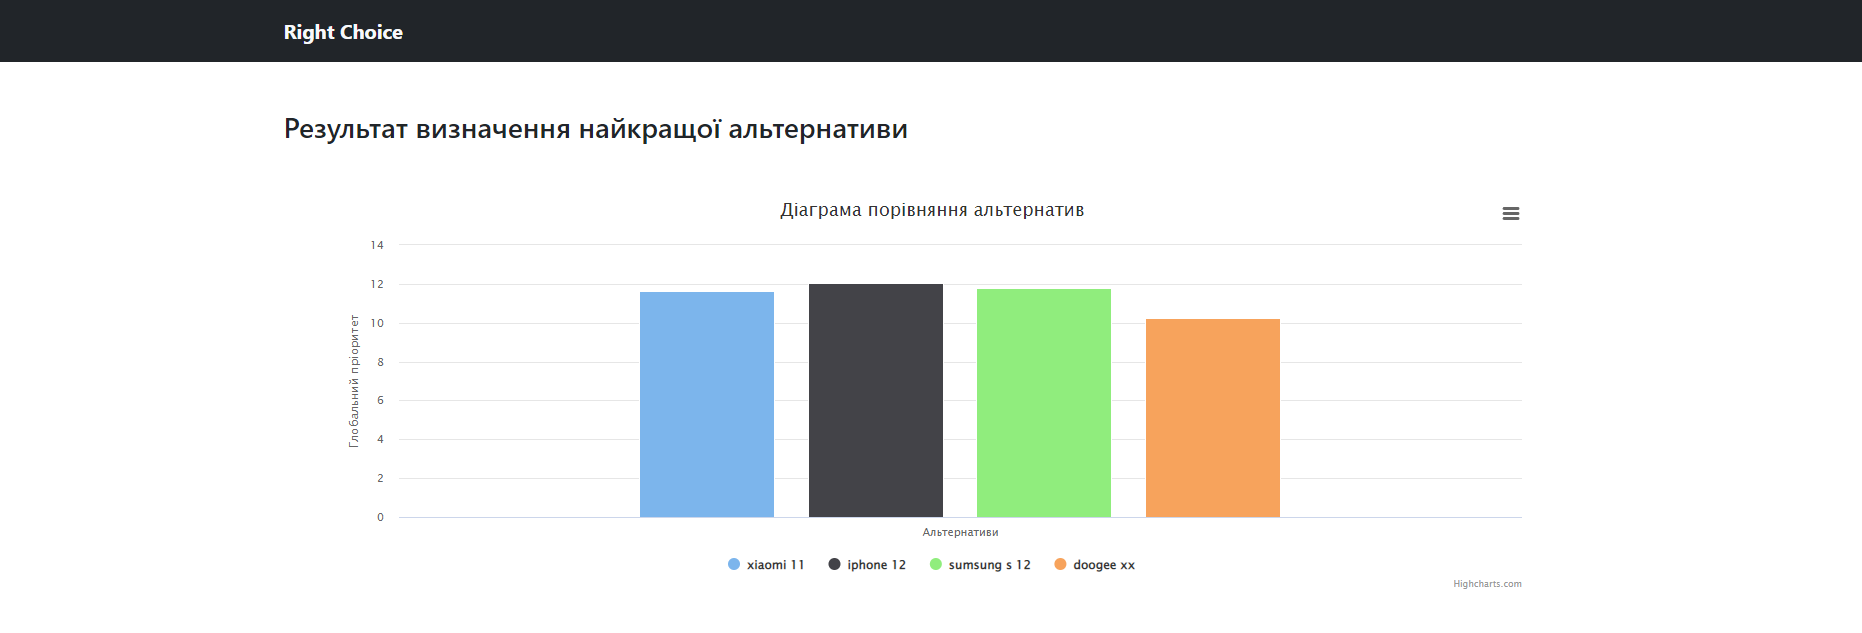 Right Choice
Результат визначення найкращої альтернативи
Діаграма порівняння альтернатив
Глобальний пріоритет
14
12
10
8
6
4
2
0
Альтернативи
xiaomi 11 iphone 12 sumsung s 12 doogee xx
Highcharts.com